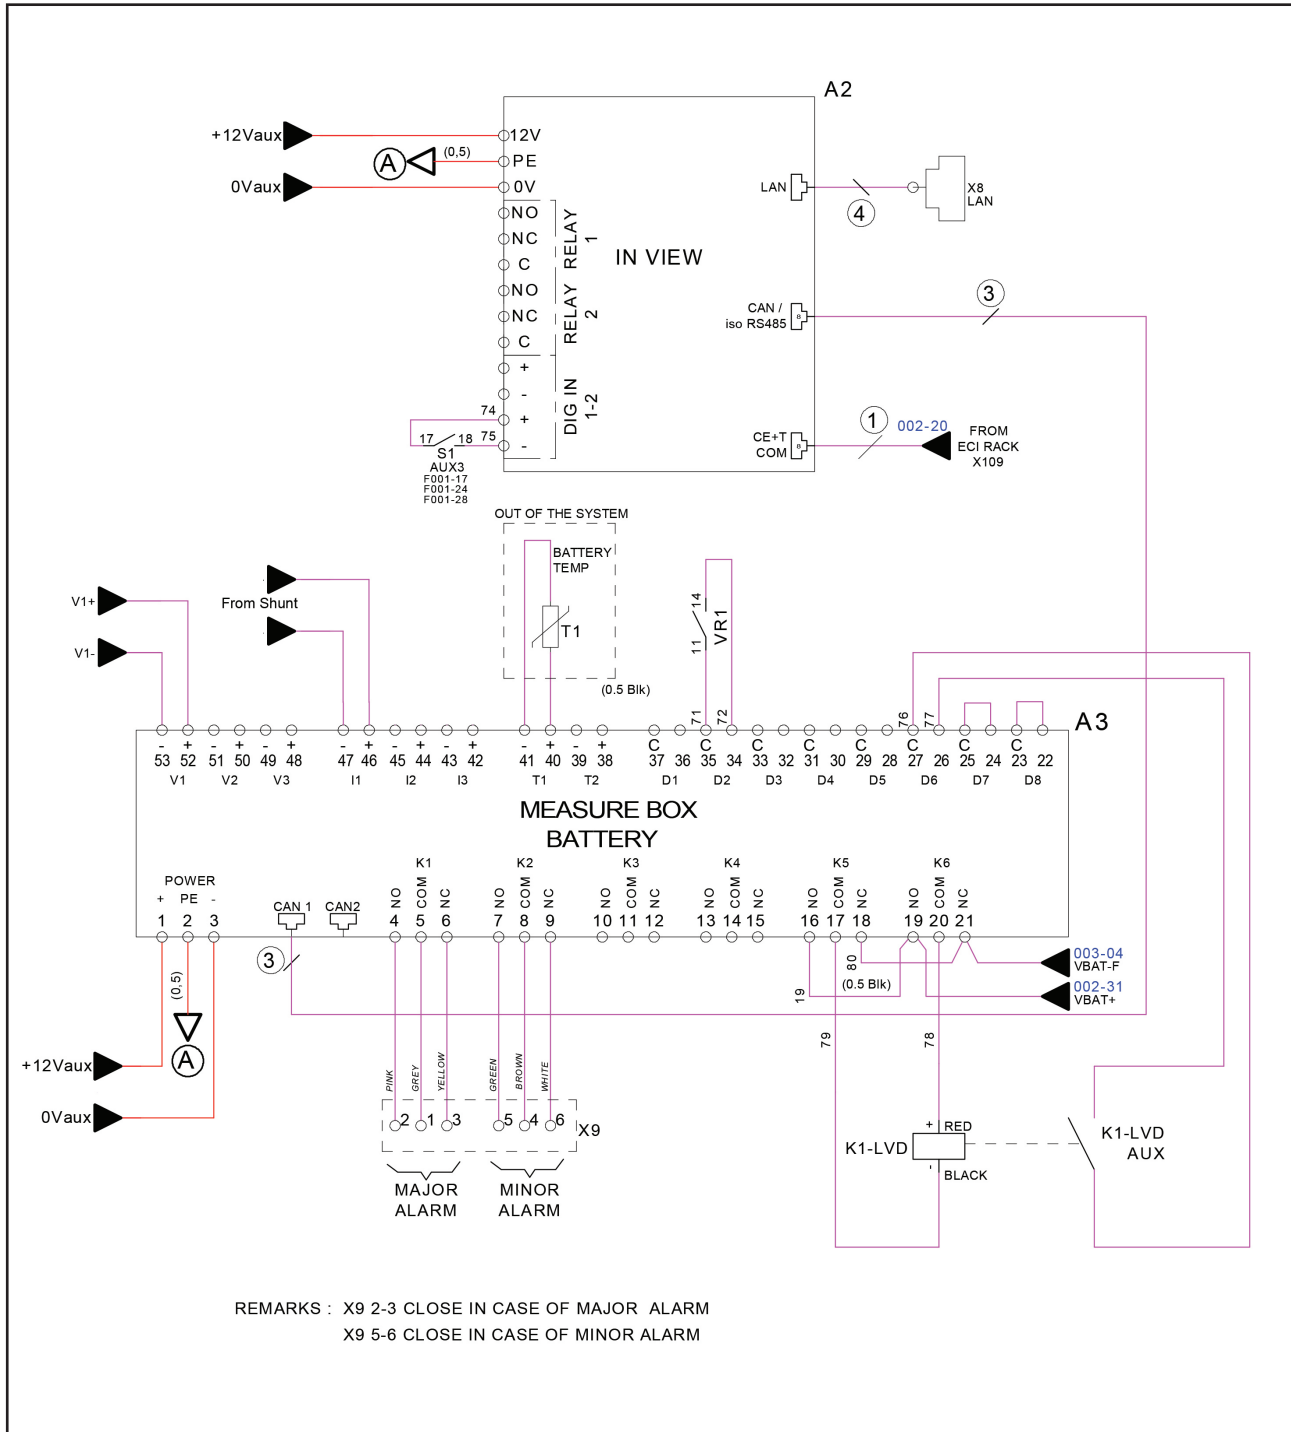 A2
+12Vaux
12V
A
(0,5)
PE
0Vaux
0V
LAN
X8
LAN
4
NO
NC
C
RELAY
1
NO
NC
C
RELAY
2
IN VIEW
CAN /
iso RS485
8
3
+
-
+
-
DIG IN
1-2
74
75
17
18
S1
AUX3
F001-17
F001-24
F001-28
CE+T
COM
8
1
002-20
FROM
ECI RACK
X109
OUT OF THE SYSTEM
BATTERY
TEMP
T1
(0.5 Blk)
V1+
V1-
From Shunt
14
11
VR1
71
72
76
77
A3
- + - + - + - + - + - + - + - + C C C C C C C C
53 52 51 50 49 48 47 46 45 44 43 42 41 40 39 38 37 36 35 34 33 32 31 30 29 28 27 26 25 24 23 22
V1 V2 V3 I1 I2 I3 T1 T2 D1 D2 D3 D4 D5 D6 D7 D8
MEASURE BOX
BATTERY
POWER
+ PE -
1 2 3
CAN 1
CAN2
K1 K2 K3 K4 K5 K6
NO COM NC NO COM NC NO COM NC NO COM NC NO COM NC NO COM NC
4 5 6 7 8 9 10 11 12 13 14 15 16 17 18 19 20 21
3
(0,5)
A
80
19
(0.5 Blk)
003-04
VBAT-F
002-31
VBAT+
79
78
+12Vaux
0Vaux
PINK
GREY
YELLOW
GREEN
BROWN
WHITE
2 1 3 5 4 6
X9
MAJOR
ALARM
MINOR
ALARM
K1-LVD
+
RED
-
BLACK
K1-LVD
AUX
REMARKS : X9 2-3 CLOSE IN CASE OF MAJOR ALARM
X9 5-6 CLOSE IN CASE OF MINOR ALARM